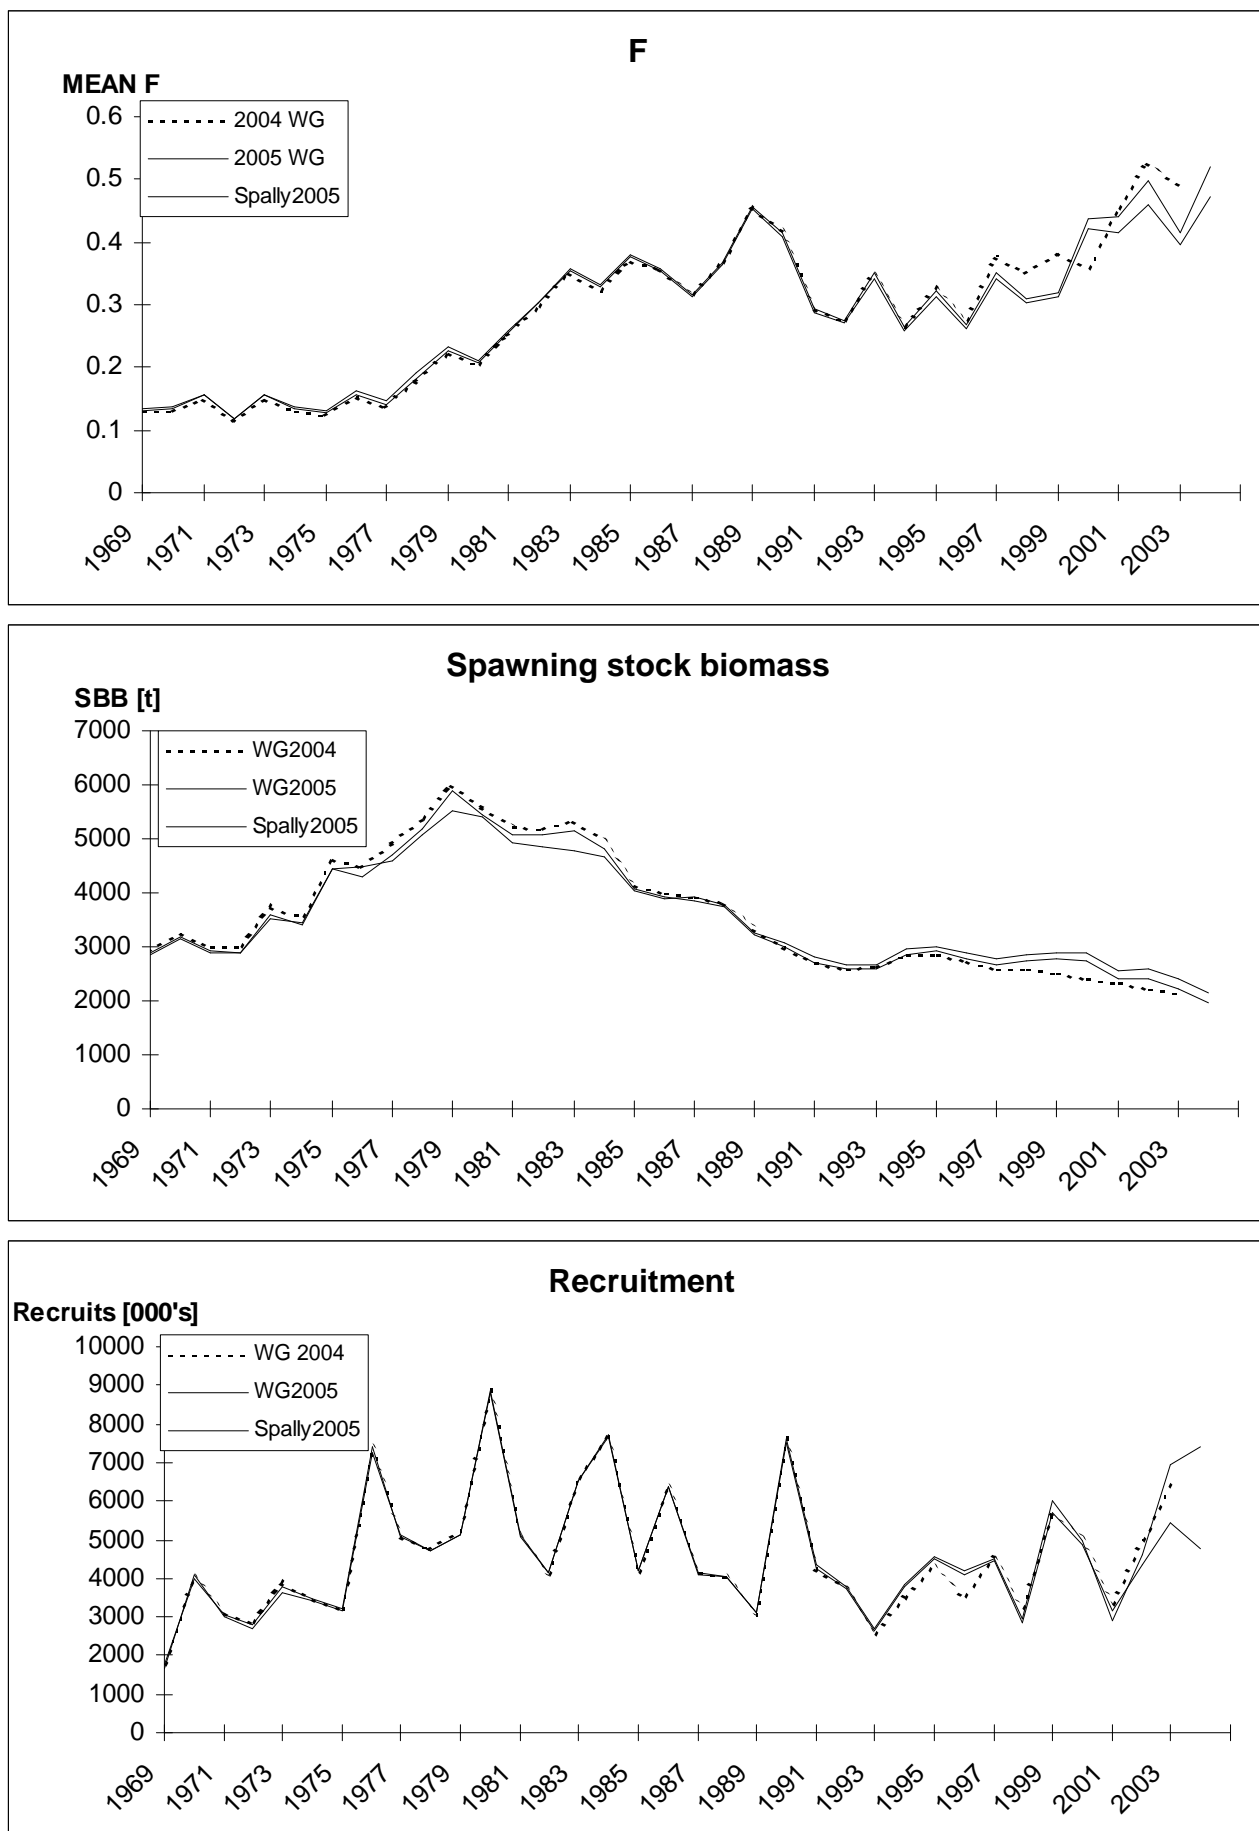 F
MEAN F
0.6
0.5
0.4
0.3
0.2
0.1
0
2004 WG
2005 WG
Spally2005
1969 1971 1973 1975 1977 1979 1981 1983 1985 1987 1989 1991 1993 1995 1997 1999 2001 2003
Spawning stock biomass
SBB [t]
7000
6000
5000
4000
3000
2000
1000
0
WG2004
WG2005
Spally2005
1969 1971 1973 1975 1977 1979 1981 1983 1985 1987 1989 1991 1993 1995 1997 1999 2001 2003
Recruitment
Recruits [000's]
10000
9000
8000
7000
6000
5000
4000
3000
2000
1000
0
WG 2004
WG2005
Spally2005
1969 1971 1973 1975 1977 1979 1981 1983 1985 1987 1989 1991 1993 1995 1997 1999 2001 2003